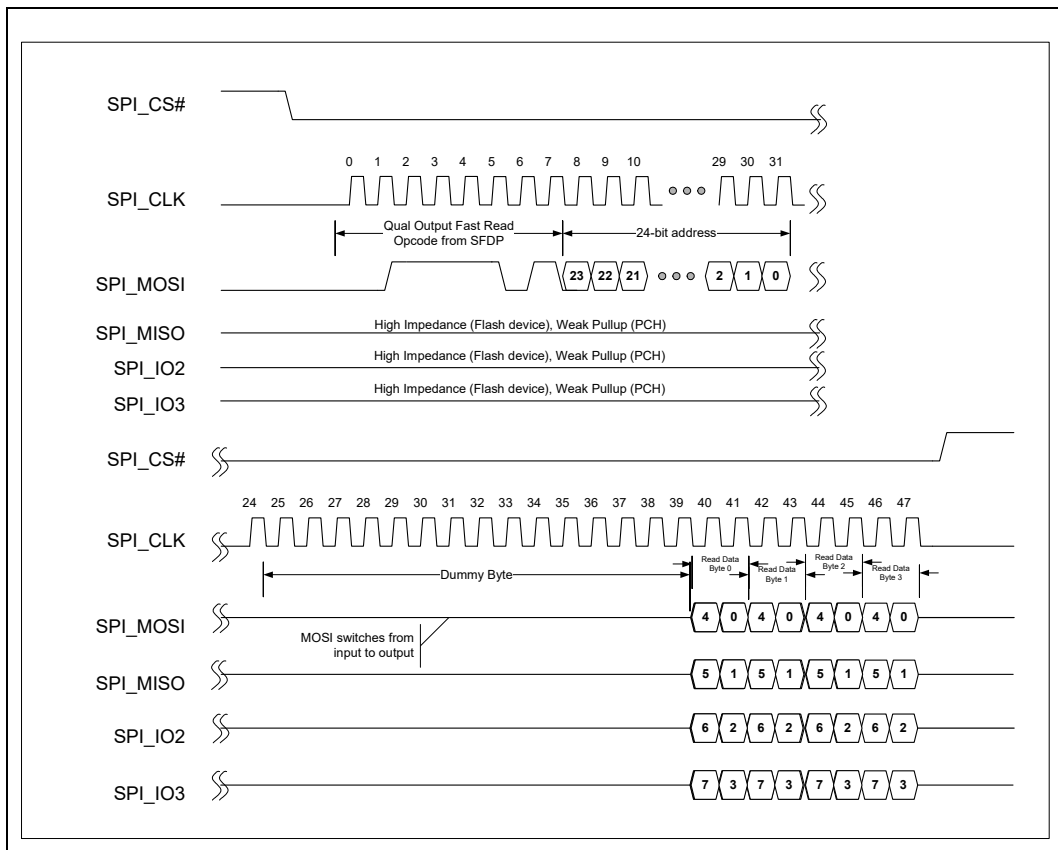 SPI_CS#
0 1 2 3 4 5 6 7 8 9 10 29 30 31
SPI_CLK
Qual Output Fast Read
Opcode from SFDP
24-bit address
SPI_MOSI
23 22 21 2 1 0
SPI_MISO
High Impedance (Flash device), Weak Pullup (PCH)
SPI_IO2
High Impedance (Flash device), Weak Pullup (PCH)
SPI_IO3
High Impedance (Flash device), Weak Pullup (PCH)
SPI_CS#
24 25 26 27 28 29 30 31 32 33 34 35 36 37 38 39 40 41 42 43 44 45 46 47
SPI_CLK
Dummy Byte
Read Data
Byte 0
Read Data
Byte 1
Read Data
Byte 2
Read Data
Byte 3
SPI_MOSI
4 0 4 0 4 0 4 0
MOSI switches from
input to output
SPI_MISO
5 1 5 1 5 1 5 1
SPI_IO2
6 2 6 2 6 2 6 2
SPI_IO3
7 3 7 3 7 3 7 3